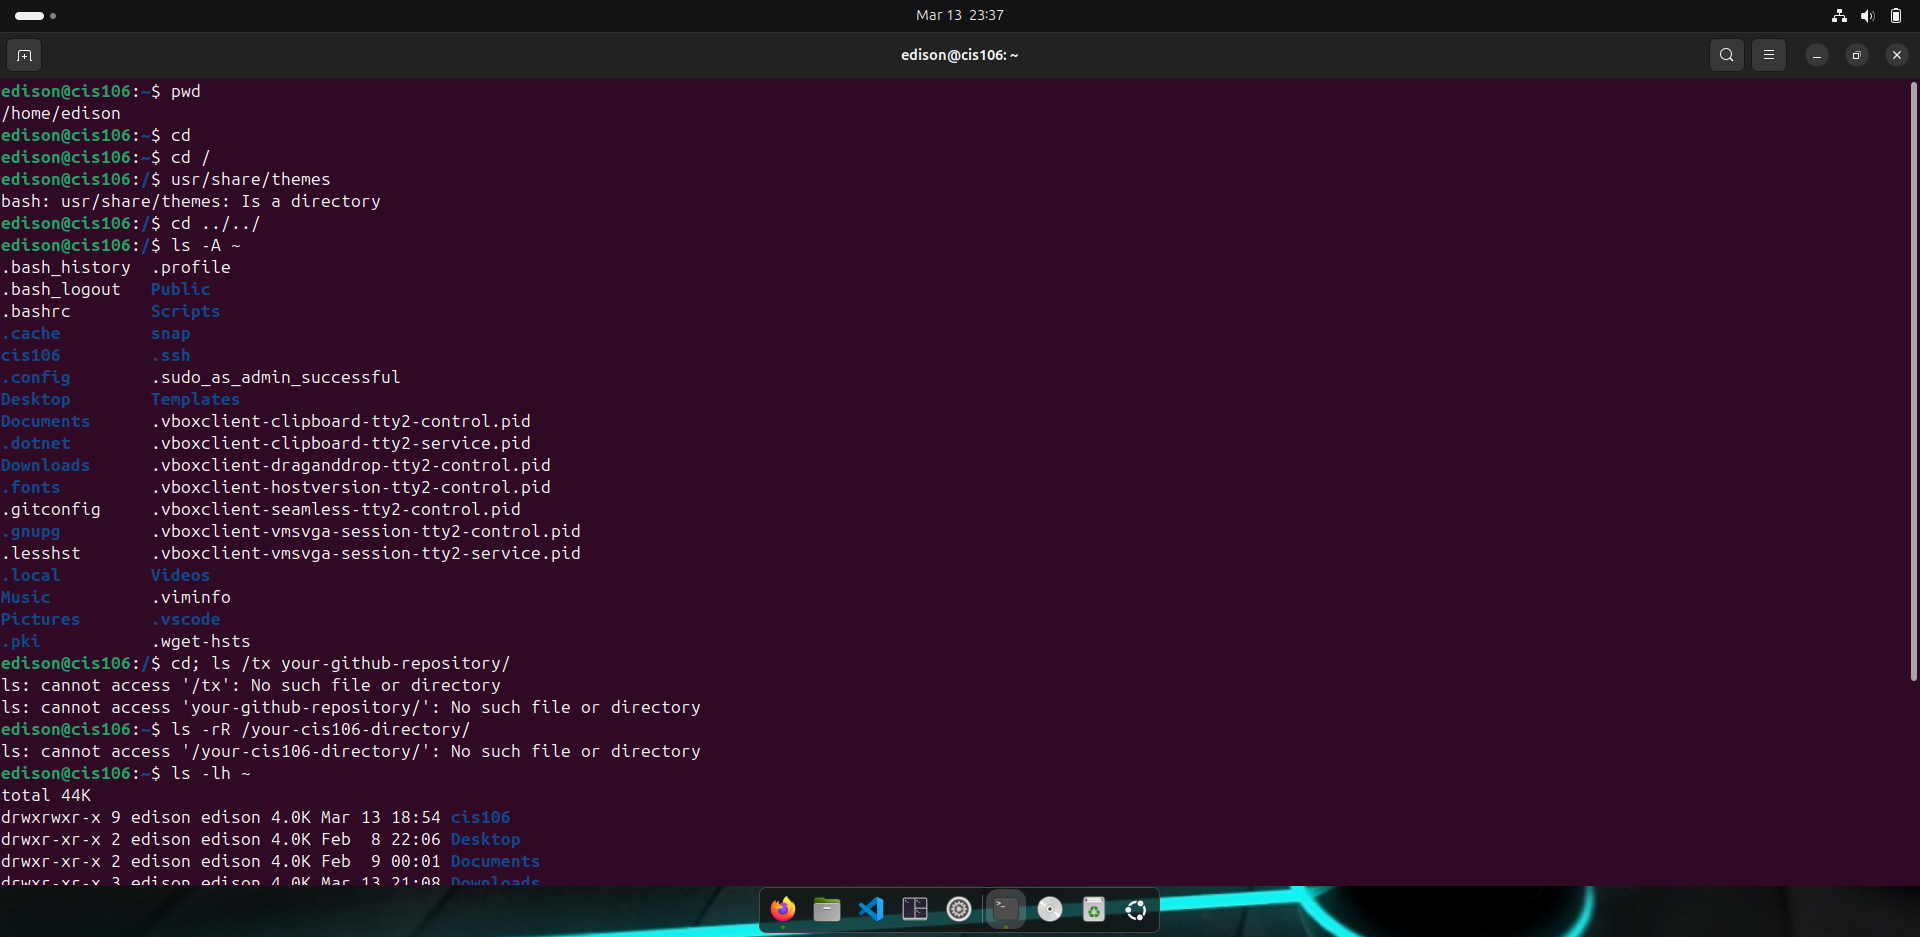 Mar 13 23:37
edison@cis106: ~
edison@cis106:~$ pwd
/home/edison
edison@cis106:~$ cd
edison@cis106:~$ cd /
edison@cis106:/$ usr/share/themes
bash: usr/share/themes: Is a directory
edison@cis106:/$ cd ../../
edison@cis106:/$ ls -A ~
.bash_history  .profile
.bash_logout   Public
.bashrc        Scripts
.cache         snap
cis106         .ssh
.config        .sudo_as_admin_successful
Desktop        Templates
Documents      .vboxclient-clipboard-tty2-control.pid
.dotnet        .vboxclient-clipboard-tty2-service.pid
Downloads      .vboxclient-draganddrop-tty2-control.pid
.fonts         .vboxclient-hostversion-tty2-control.pid
.gitconfig     .vboxclient-seamless-tty2-control.pid
.gnupg         .vboxclient-vmsvga-session-tty2-control.pid
.lesshst       .vboxclient-vmsvga-session-tty2-service.pid
.local         Videos
Music          .viminfo
Pictures       .vscode
.pki           .wget-hsts
edison@cis106:/$ cd; ls /tx your-github-repository/
ls: cannot access '/tx': No such file or directory
ls: cannot access 'your-github-repository/': No such file or directory
edison@cis106:~$ ls -rR /your-cis106-directory/
ls: cannot access '/your-cis106-directory/': No such file or directory
edison@cis106:~$ ls -lh ~
total 44K
drwxrwxr-x 9 edison edison 4.0K Mar 13 18:54 cis106
drwxr-xr-x 2 edison edison 4.0K Feb  8 22:06 Desktop
drwxr-xr-x 2 edison edison 4.0K Feb  9 00:01 Documents
drwxr-xr-x 3 edison edison 4.0K Mar 13 21:08 Downloads